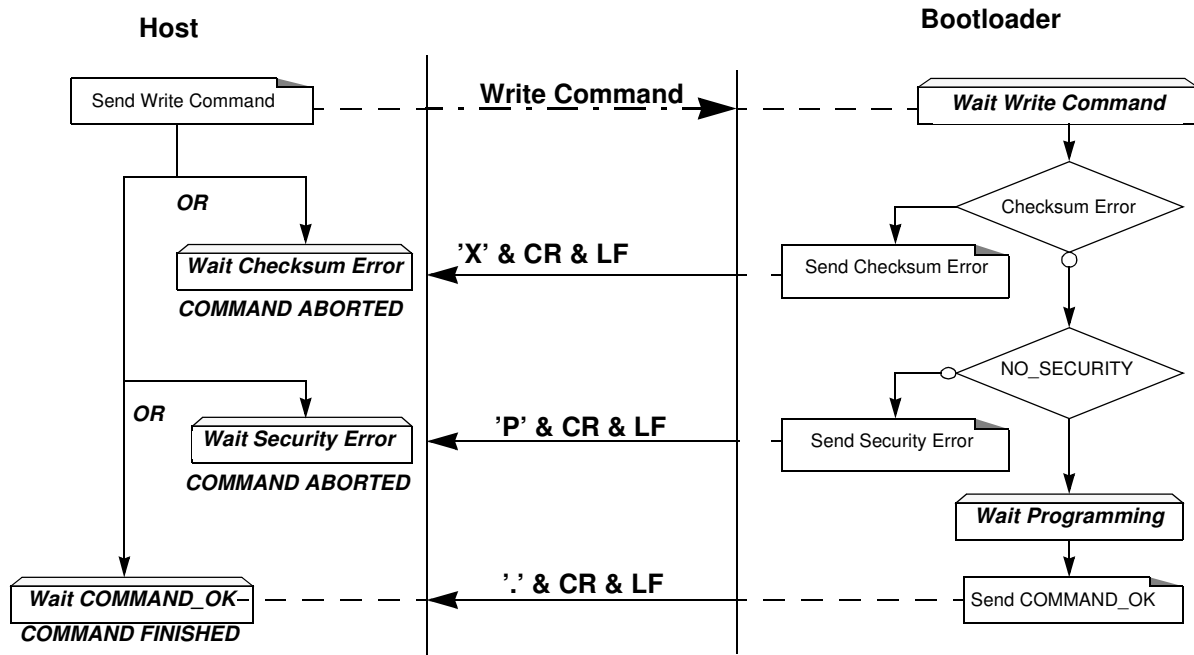 Host
Bootloader
Send Write Command
Write Command
Wait Write Command
OR
Checksum Error
Wait Checksum Error
'X' & CR & LF
Send Checksum Error
COMMAND ABORTED
NO_SECURITY
OR
Wait Security Error
'P' & CR & LF
Send Security Error
COMMAND ABORTED
Wait Programming
Wait COMMAND_OK
'.' & CR & LF
Send COMMAND_OK
COMMAND FINISHED